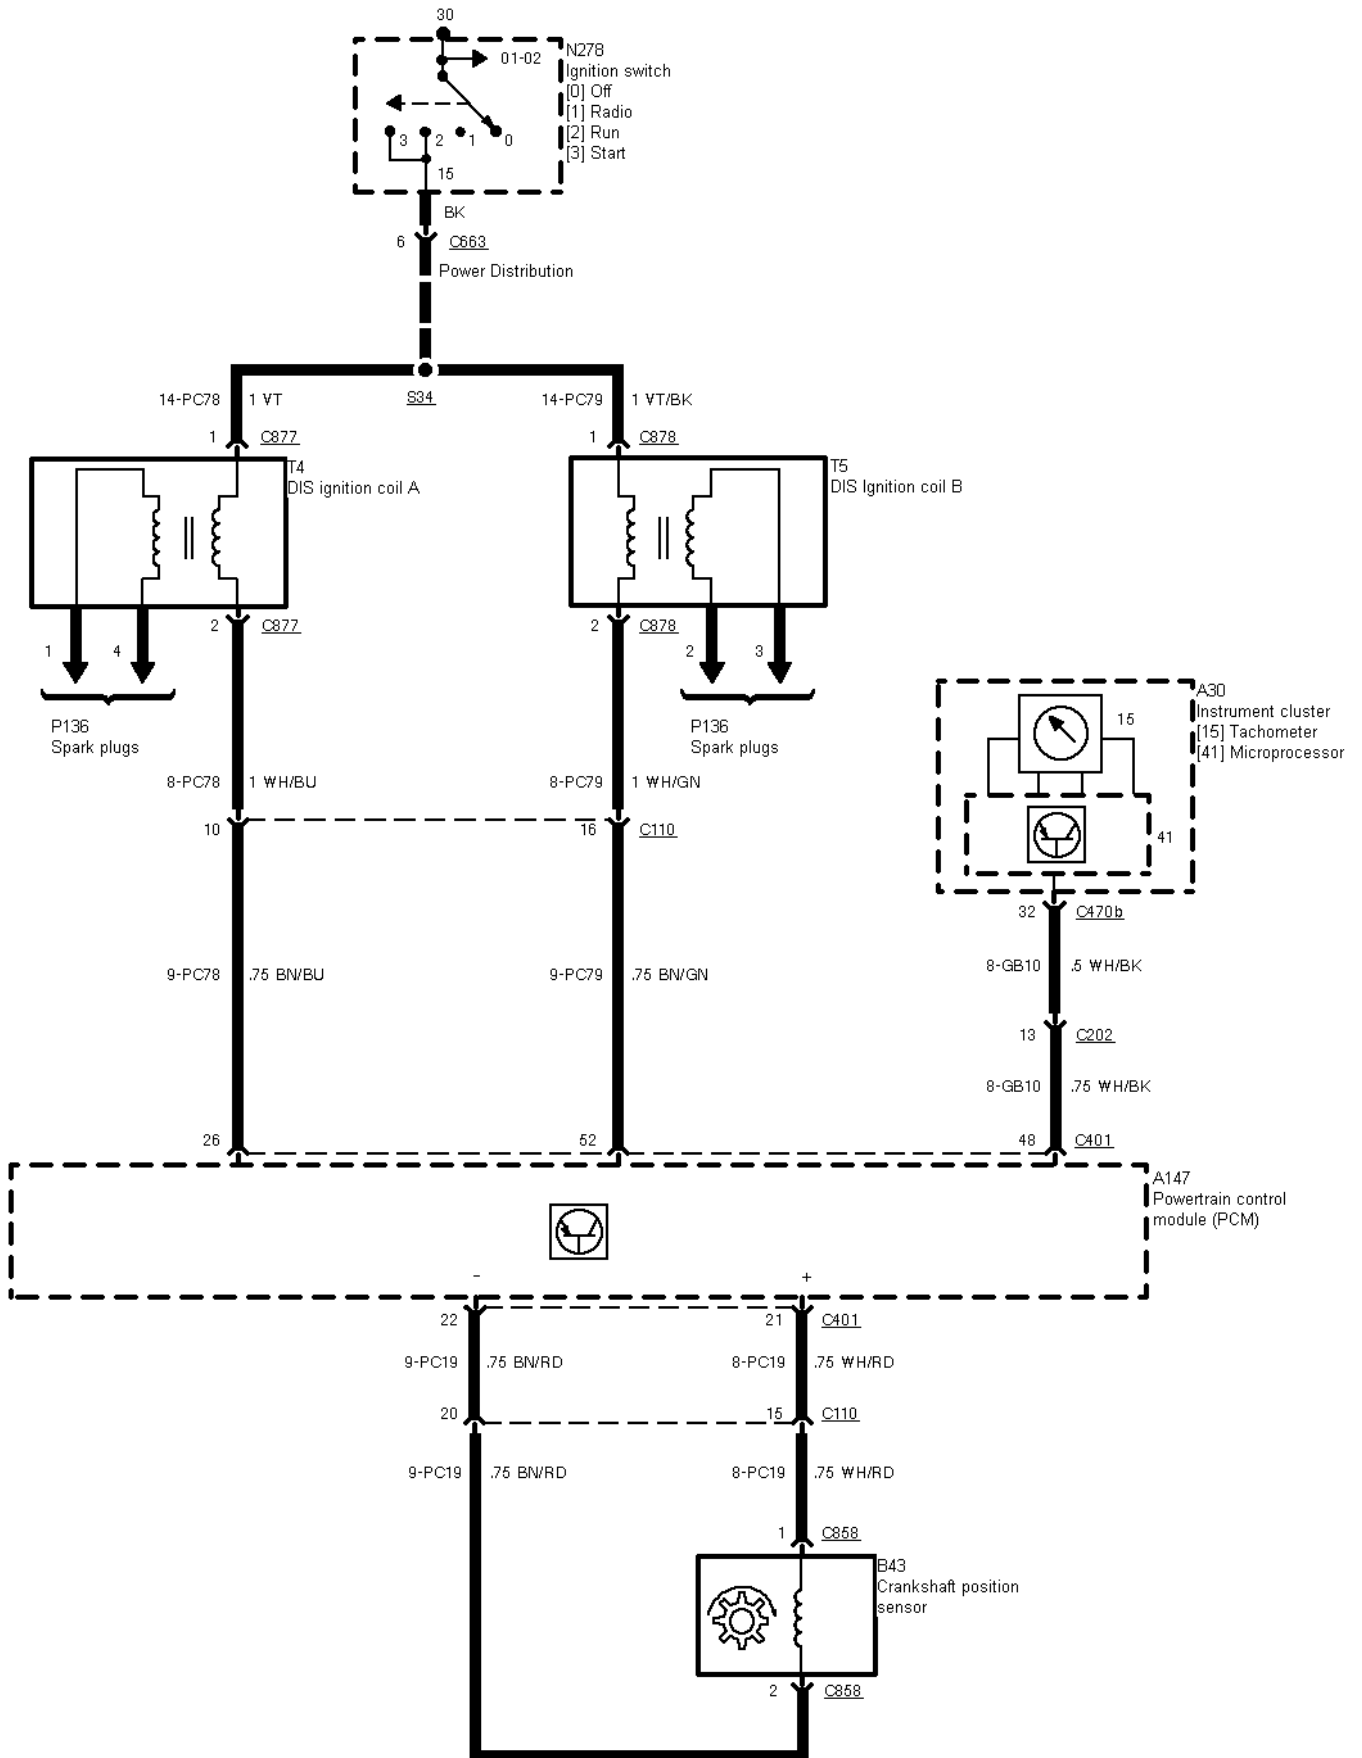 30
01-02
N278
Ignition switch
[0] Off
[1] Radio
[2] Run
[3] Start
3 2 1 0
15
BK
6 C663
Power Distribution
S34
14-PC78 1 VT
14-PC79 1 VT/BK
1 C877
1 C878
T4
DIS ignition coil A
T5
DIS Ignition coil B
2 C877
2 C878
1 4
2 3
P136
Spark plugs
P136
Spark plugs
A30
Instrument cluster
[15] Tachometer
[41] Microprocessor
15
41
8-PC78 1 WH/BU
8-PC79 1 WH/GN
10
16 C110
32 C470b
9-PC78 .75 BN/BU
9-PC79 .75 BN/GN
8-GB10 .5 WH/BK
13 C202
8-GB10 .75 WH/BK
26
52
48 C401
A147
Powertrain control
module (PCM)
- +
22
21 C401
9-PC19 .75 BN/RD
8-PC19 .75 WH/RD
20
15 C110
9-PC19 .75 BN/RD
8-PC19 .75 WH/RD
1 C858
B43
Crankshaft position
sensor
2 C858